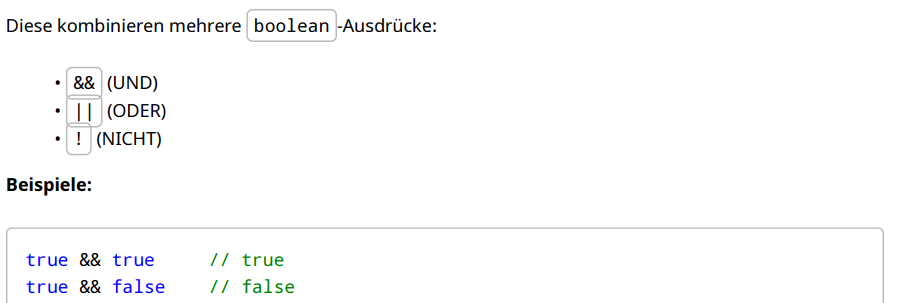 Diese kombinieren mehrere boolean-Ausdrücke:
• && (UND)
• || (ODER)
• ! (NICHT)
Beispiele:
true && true // true
true && false // false